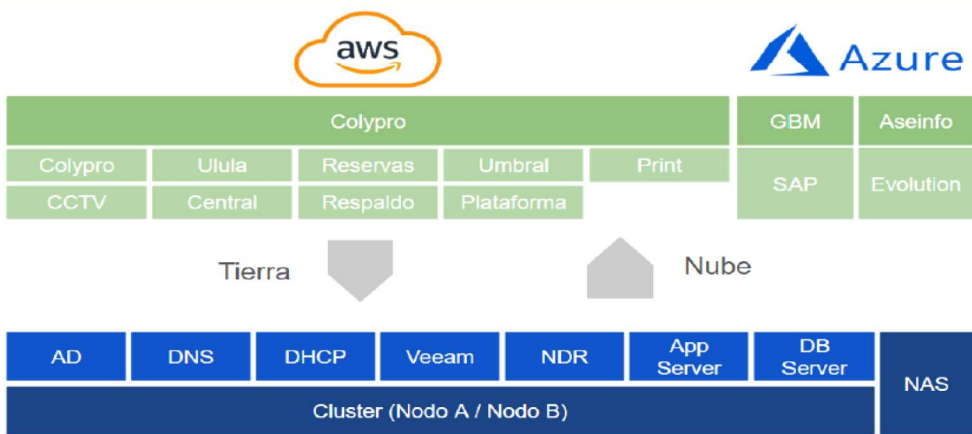 aws
Azure
Colypro GBM Aseinfo
Colypro Ulula Reservas Umbral Print
SAP Evolution
CCTV Central Respaldo Plataforma
Tierra Nube
AD DNS DHCP Veeam NDR App Server DB Server
NAS
Cluster (Nodo A / Nodo B)